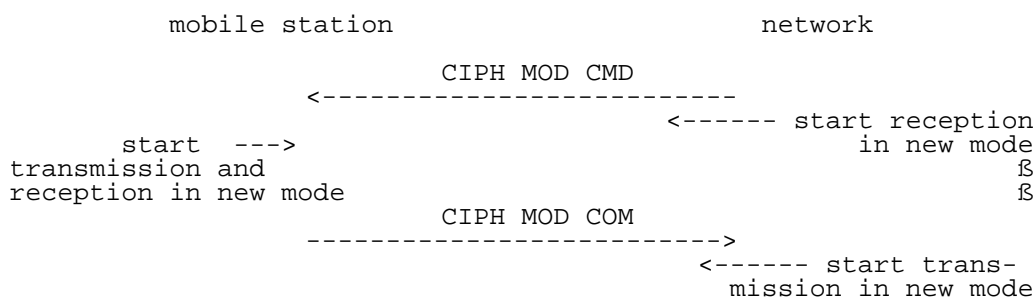 mobile station network
CIPH MOD CMD
<--------------------------
<------ start reception
start ---> in new mode
transmission and ß
reception in new mode ß
CIPH MOD COM
-------------------------->
<------ start trans-
mission in new mode